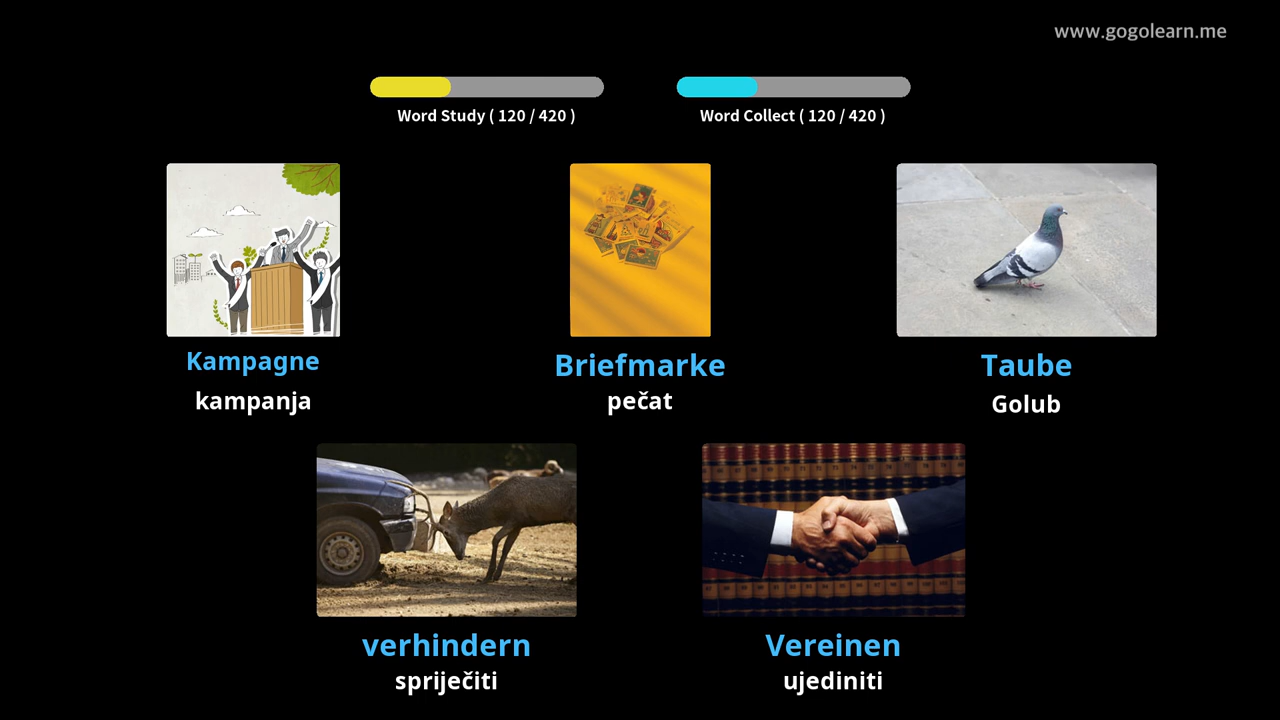 www.gogolearn.me
Word Study ( 120 / 420 )
Word Collect ( 120 / 420 )
Kampagne
kampanja
Briefmarke
pečat
Taube
Golub
verhindern
spriječiti
Vereinen
ujediniti